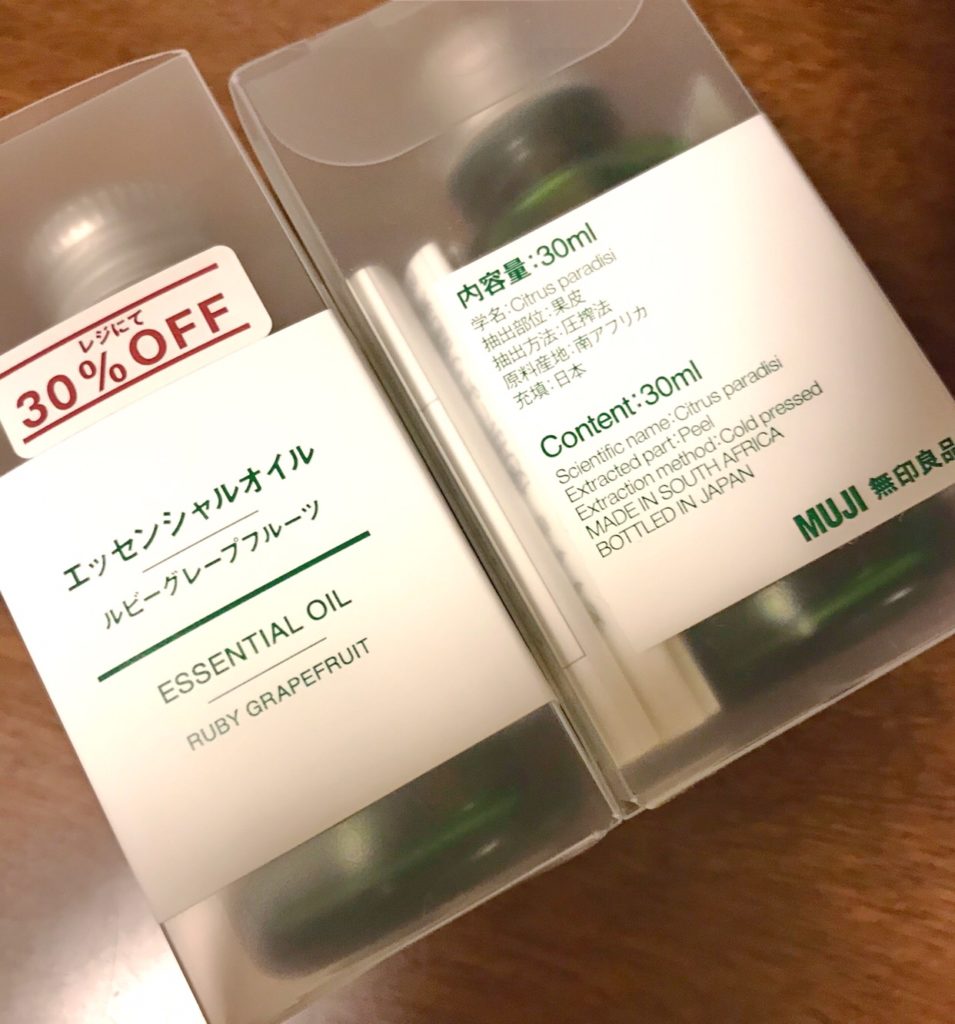 レジにて
30%OFF
エッセンシャルオイル
ルビーグレープフルーツ
ESSENTIAL OIL
RUBY GRAPEFRUIT
内容量:30ml
学名:Citrus paradisi
抽出部位:果皮
抽出方法:圧搾法
原料産地:南アフリカ
充填:日本
Content:30ml
Scientific name:Citrus paradisi
Extracted part:Peel
Extraction method:Cold pressed
MADE IN SOUTH AFRICA
BOTTLED IN JAPAN
MUJI 無印良品